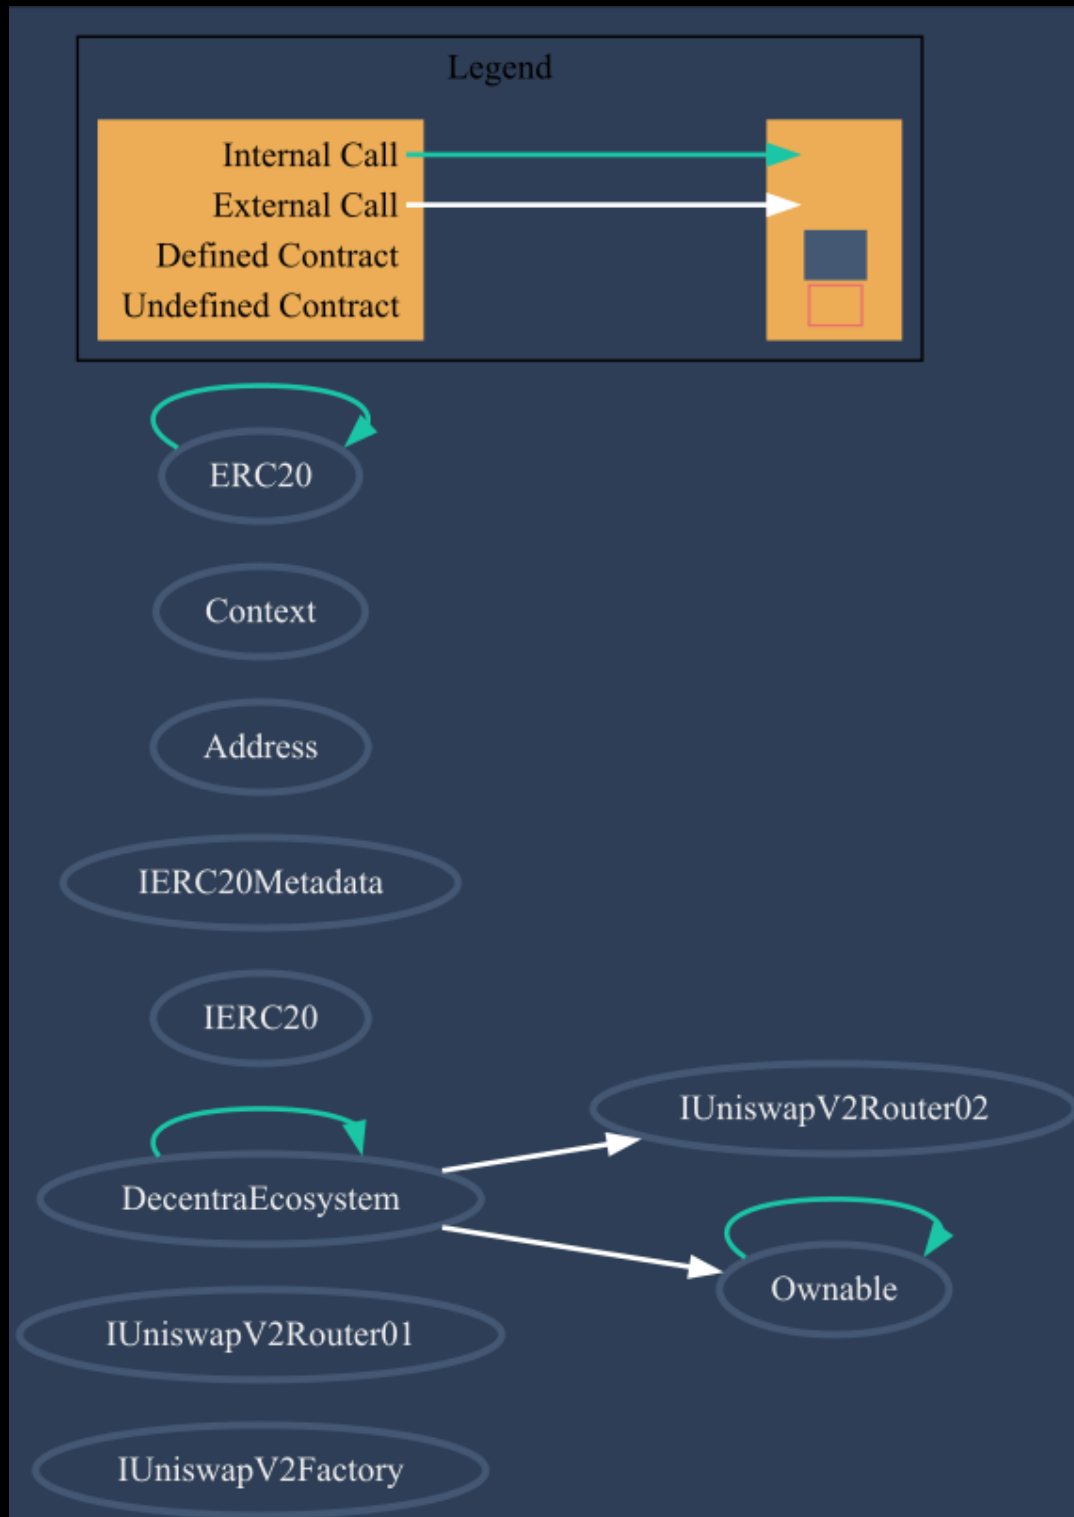 Legend
Internal Call
External Call
Defined Contract
Undefined Contract
ERC20
Context
Address
IERC20Metadata
IERC20
IUniswapV2Router02
DecentraEcosystem
Ownable
IUniswapV2Router01
IUniswapV2Factory